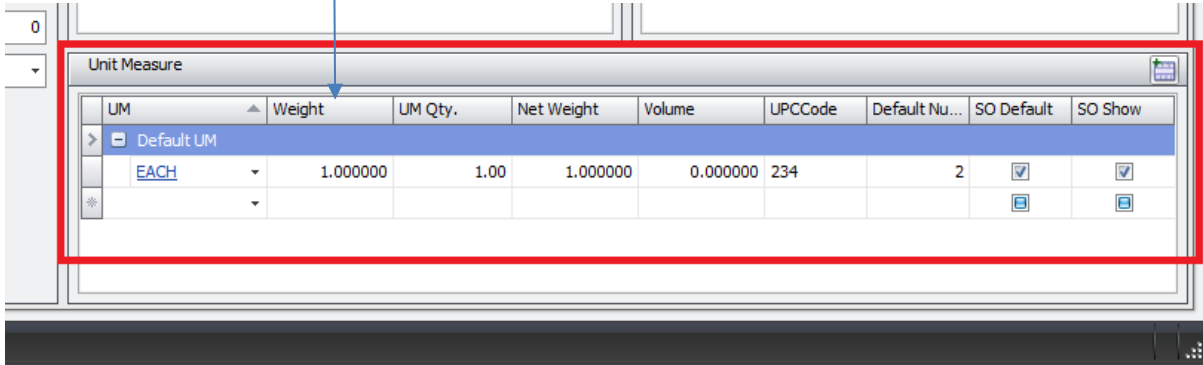 0
Unit Measure
UM Weight UM Qty. Net Weight Volume UPCCode Default Nu... SO Default SO Show
Default UM
EACH 1.000000 1.00 1.000000 0.000000 234 2